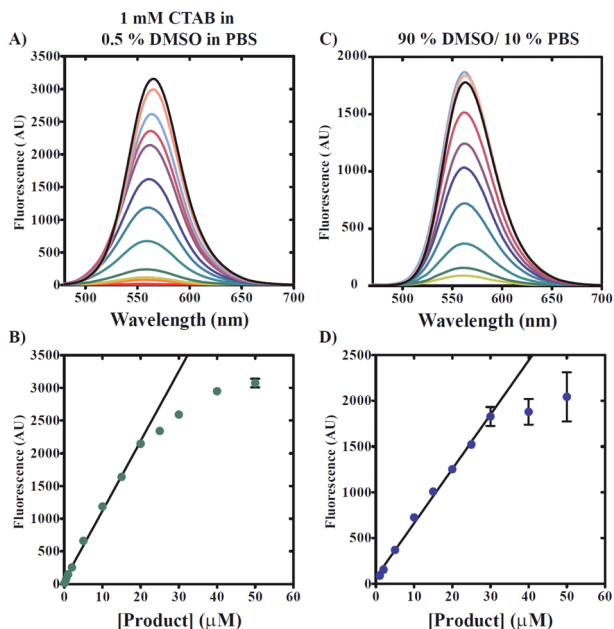 1 mM CTAB in
A) 0.5 % DMSO in PBS
C) 90 % DMSO/ 10 % PBS
3500
3000
2500
2000
1500
1000
500
0
Fluorescence ( AU)
500 550 600 650 700
Wavelength (nm)
2000
1500
1000
500
0
Fluorescence ( AU)
500 550 600 650 700
Wavelength (nm)
B)
3500
3000
2500
2000
1500
1000
500
0
Fluorescence (AU)
0 10 20 30 40 50 60
[Product] (μM)
D)
2500
2000
1500
1000
500
0
Fluorescence (AU)
0 10 20 30 40 50 60
[Product] (μM)